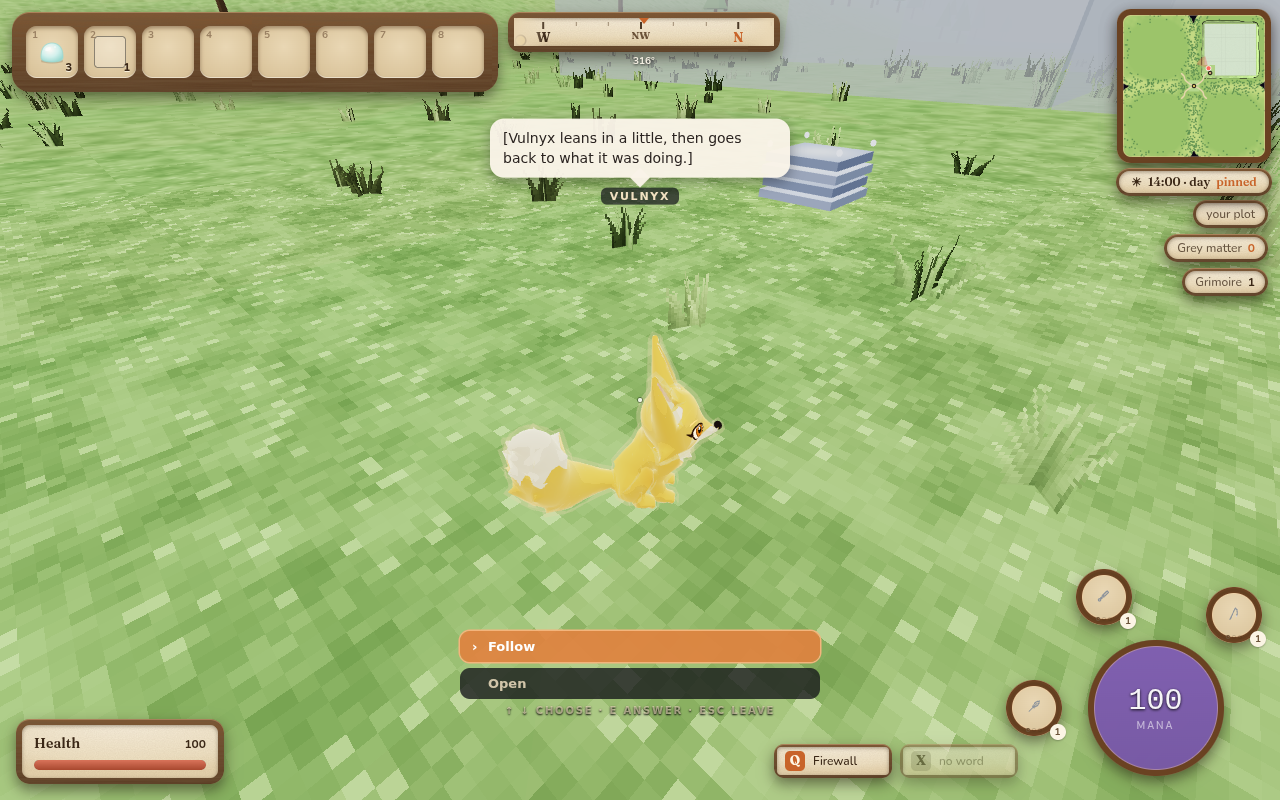 1
3
2
1
3
4
5
6
7
8
W
NW
N
316°
14:00 · day pinned
your plot
Grey matter 0
Grimoire 1
[Vulnyx leans in a little, then goes
back to what it was doing.]
VULNYX
› Follow
Open
↑ ↓ CHOOSE · E ANSWER · ESC LEAVE
Health 100
1
1
1
100
MANA
Q Firewall
X no word